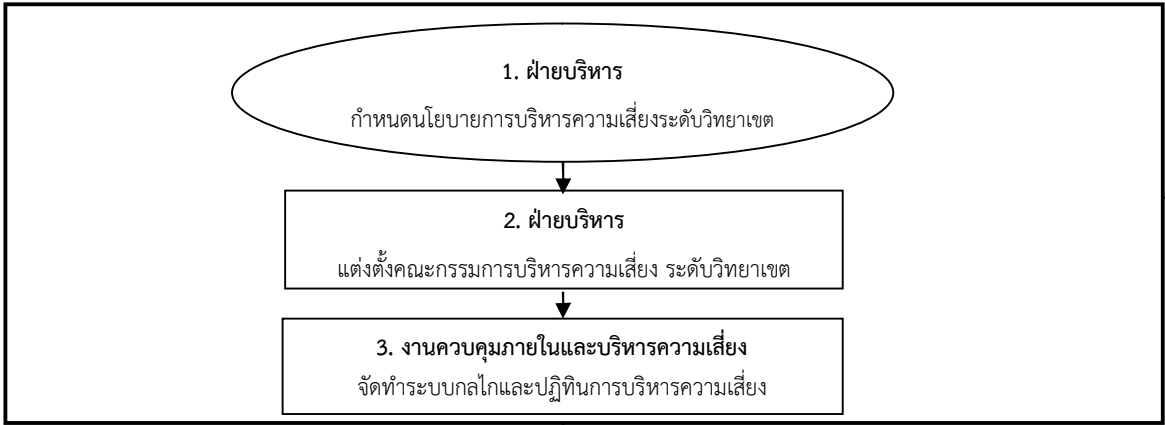 1. ฝ่ายบริหาร
กำหนดนโยบายการบริหารความเสี่ยงระดับวิทยาเขต
2. ฝ่ายบริหาร
แต่งตั้งคณะกรรมการบริหารความเสี่ยง ระดับวิทยาเขต
3. งานควบคุมภายในและบริหารความเสี่ยง
จัดทำระบบกลไกและปฏิทินการบริหารความเสี่ยง